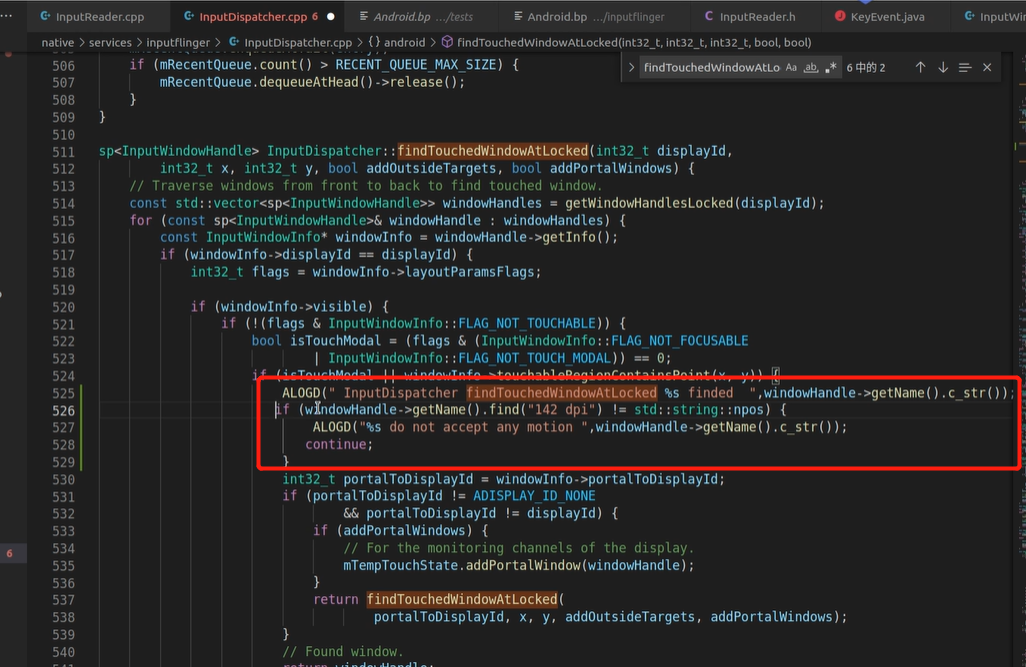 InputReader.cpp
InputDispatcher.cpp 6
Android.bp .../tests
Android.bp .../inputflinger
InputReader.h
KeyEvent.java
native > services > inputflinger > InputDispatcher.cpp > {} android > findTouchedWindowAtLocked(int32_t, int32_t, int32_t, bool, bool)
findTouchedWindowAtLo Aa ab, .* 6 中的 2
506 if (mRecentQueue.count() > RECENT_QUEUE_MAX_SIZE) {
507 mRecentQueue.dequeueAtHead()->release();
508 }
509 }
510
511 sp<InputWindowHandle> InputDispatcher::findTouchedWindowAtLocked(int32_t displayId,
512 int32_t x, int32_t y, bool addOutsideTargets, bool addPortalWindows) {
513 // Traverse windows from front to back to find touched window.
514 const std::vector<sp<InputWindowHandle>> windowHandles = getWindowHandlesLocked(displayId);
515 for (const sp<InputWindowHandle>& windowHandle : windowHandles) {
516 const InputWindowInfo* windowInfo = windowHandle->getInfo();
517 if (windowInfo->displayId == displayId) {
518 int32_t flags = windowInfo->layoutParamsFlags;
519
520 if (windowInfo->visible) {
521 if (!(flags & InputWindowInfo::FLAG_NOT_TOUCHABLE)) {
522 bool isTouchModal = (flags & (InputWindowInfo::FLAG_NOT_FOCUSABLE
523 | InputWindowInfo::FLAG_NOT_TOUCH_MODAL)) == 0;
524 if (isTouchModal || windowInfo->touchableRegionContainsPoint(x, y)) {
525 ALOGD(" InputDispatcher findTouchedWindowAtLocked %s finded ",windowHandle->getName().c_str());
526 if (windowHandle->getName().find("142 dpi") != std::string::npos) {
527 ALOGD("%s do not accept any motion ",windowHandle->getName().c_str());
528 continue;
529 }
530 int32_t portalToDisplayId = windowInfo->portalToDisplayId;
531 if (portalToDisplayId != ADISPLAY_ID_NONE
532 && portalToDisplayId != displayId) {
533 if (addPortalWindows) {
534 // For the monitoring channels of the display.
535 mTempTouchState.addPortalWindow(windowHandle);
536 }
537 return findTouchedWindowAtLocked(
538 portalToDisplayId, x, y, addOutsideTargets, addPortalWindows);
539 }
540 // Found window.
6